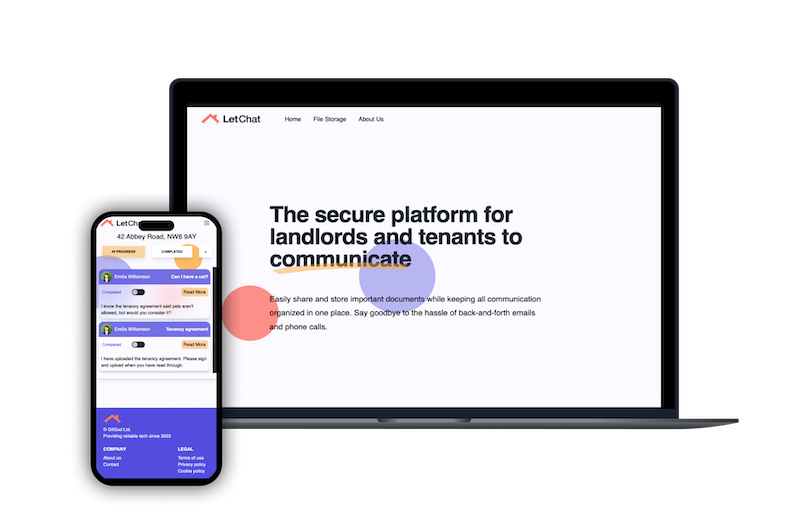 LetChat
Home File Storage About Us
The secure platform for
landlords and tenants to
communicate
Easily share and store important documents while keeping all communication
organized in one place. Say goodbye to the hassle of back-and-forth emails
and phone calls.
LetCha
42 Abbey Road, NW8 9AY
IN PROGRESS COMPLETED
Emilia Williamson Can I have a cat?
Completed Read More
I know the tenancy agreement said pets aren't
allowed, but would you consider it?
Emilia Williamson Tenancy agreement
Completed Read More
I have uploaded the tenancy agreement. Please sign
and upload when you have read through.
© GitGud Ltd.
Providing reliable tech since 2023
COMPANY LEGAL
About us Terms of use
Contact Privacy policy
Cookie policy